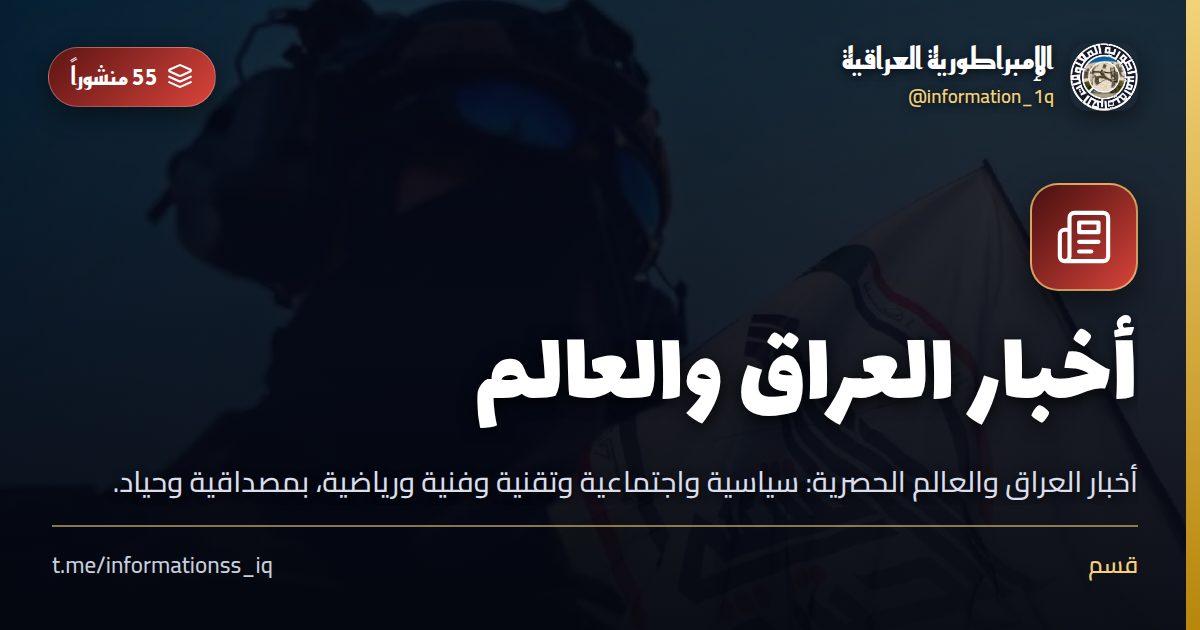 الإمبراطورية العراقية
@information_1q
55 منشوراً
أخبار العراق والعالم
أخبار العراق والعالم الحصرية: سياسية واجتماعية وتقنية وفنية ورياضية، بمصداقية وحياد.
قسم
t.me/informationss_iq